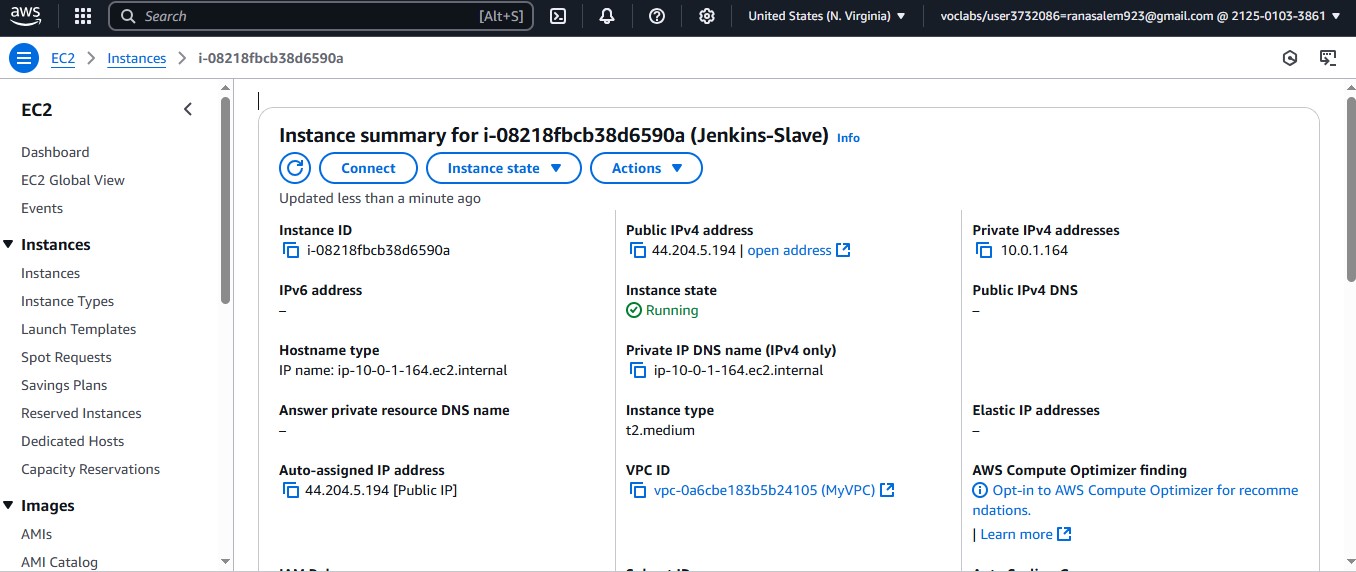 aws
Search [Alt+S]
United States (N. Virginia)
voclabs/user3732086=ranasalem923@gmail.com @ 2125-0103-3861
EC2 > Instances > i-08218fbcb38d6590a
EC2
Dashboard
EC2 Global View
Events
Instances
Instances
Instance Types
Launch Templates
Spot Requests
Savings Plans
Reserved Instances
Dedicated Hosts
Capacity Reservations
Images
AMIs
AMI Catalog
Instance summary for i-08218fbcb38d6590a (Jenkins-Slave) Info
Connect
Instance state
Actions
Updated less than a minute ago
Instance ID
i-08218fbcb38d6590a
Public IPv4 address
44.204.5.194 | open address
Private IPv4 addresses
10.0.1.164
IPv6 address
–
Instance state
Running
Public IPv4 DNS
–
Hostname type
IP name: ip-10-0-1-164.ec2.internal
Private IP DNS name (IPv4 only)
ip-10-0-1-164.ec2.internal
Answer private resource DNS name
–
Instance type
t2.medium
Elastic IP addresses
–
Auto-assigned IP address
44.204.5.194 [Public IP]
VPC ID
vpc-0a6cbe183b5b24105 (MyVPC)
AWS Compute Optimizer finding
Opt-in to AWS Compute Optimizer for recomme
ndations.
| Learn more